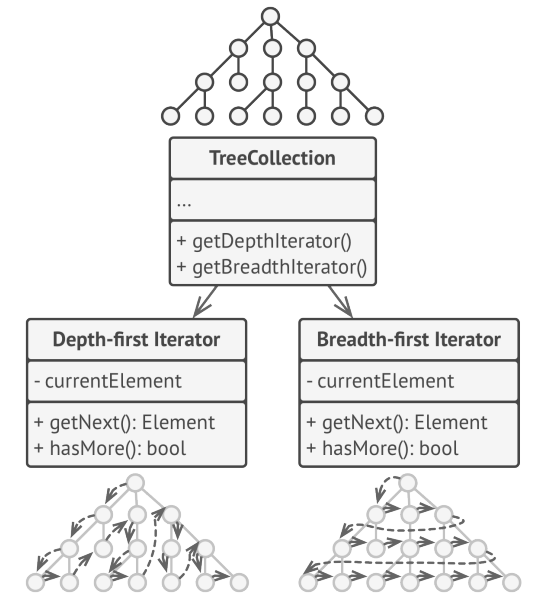 TreeCollection
...
+ getDepthIterator()
+ getBreadthIterator()
Depth-first Iterator
- currentElement
+ getNext(): Element
+ hasMore(): bool
Breadth-first Iterator
- currentElement
+ getNext(): Element
+ hasMore(): bool